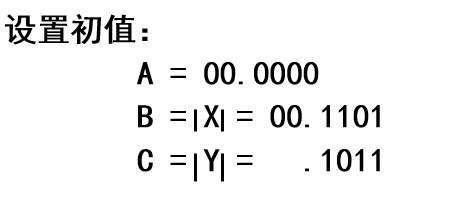 设置初值：
A = 00.0000
B =|X|= 00.1101
C =|Y|= .1011